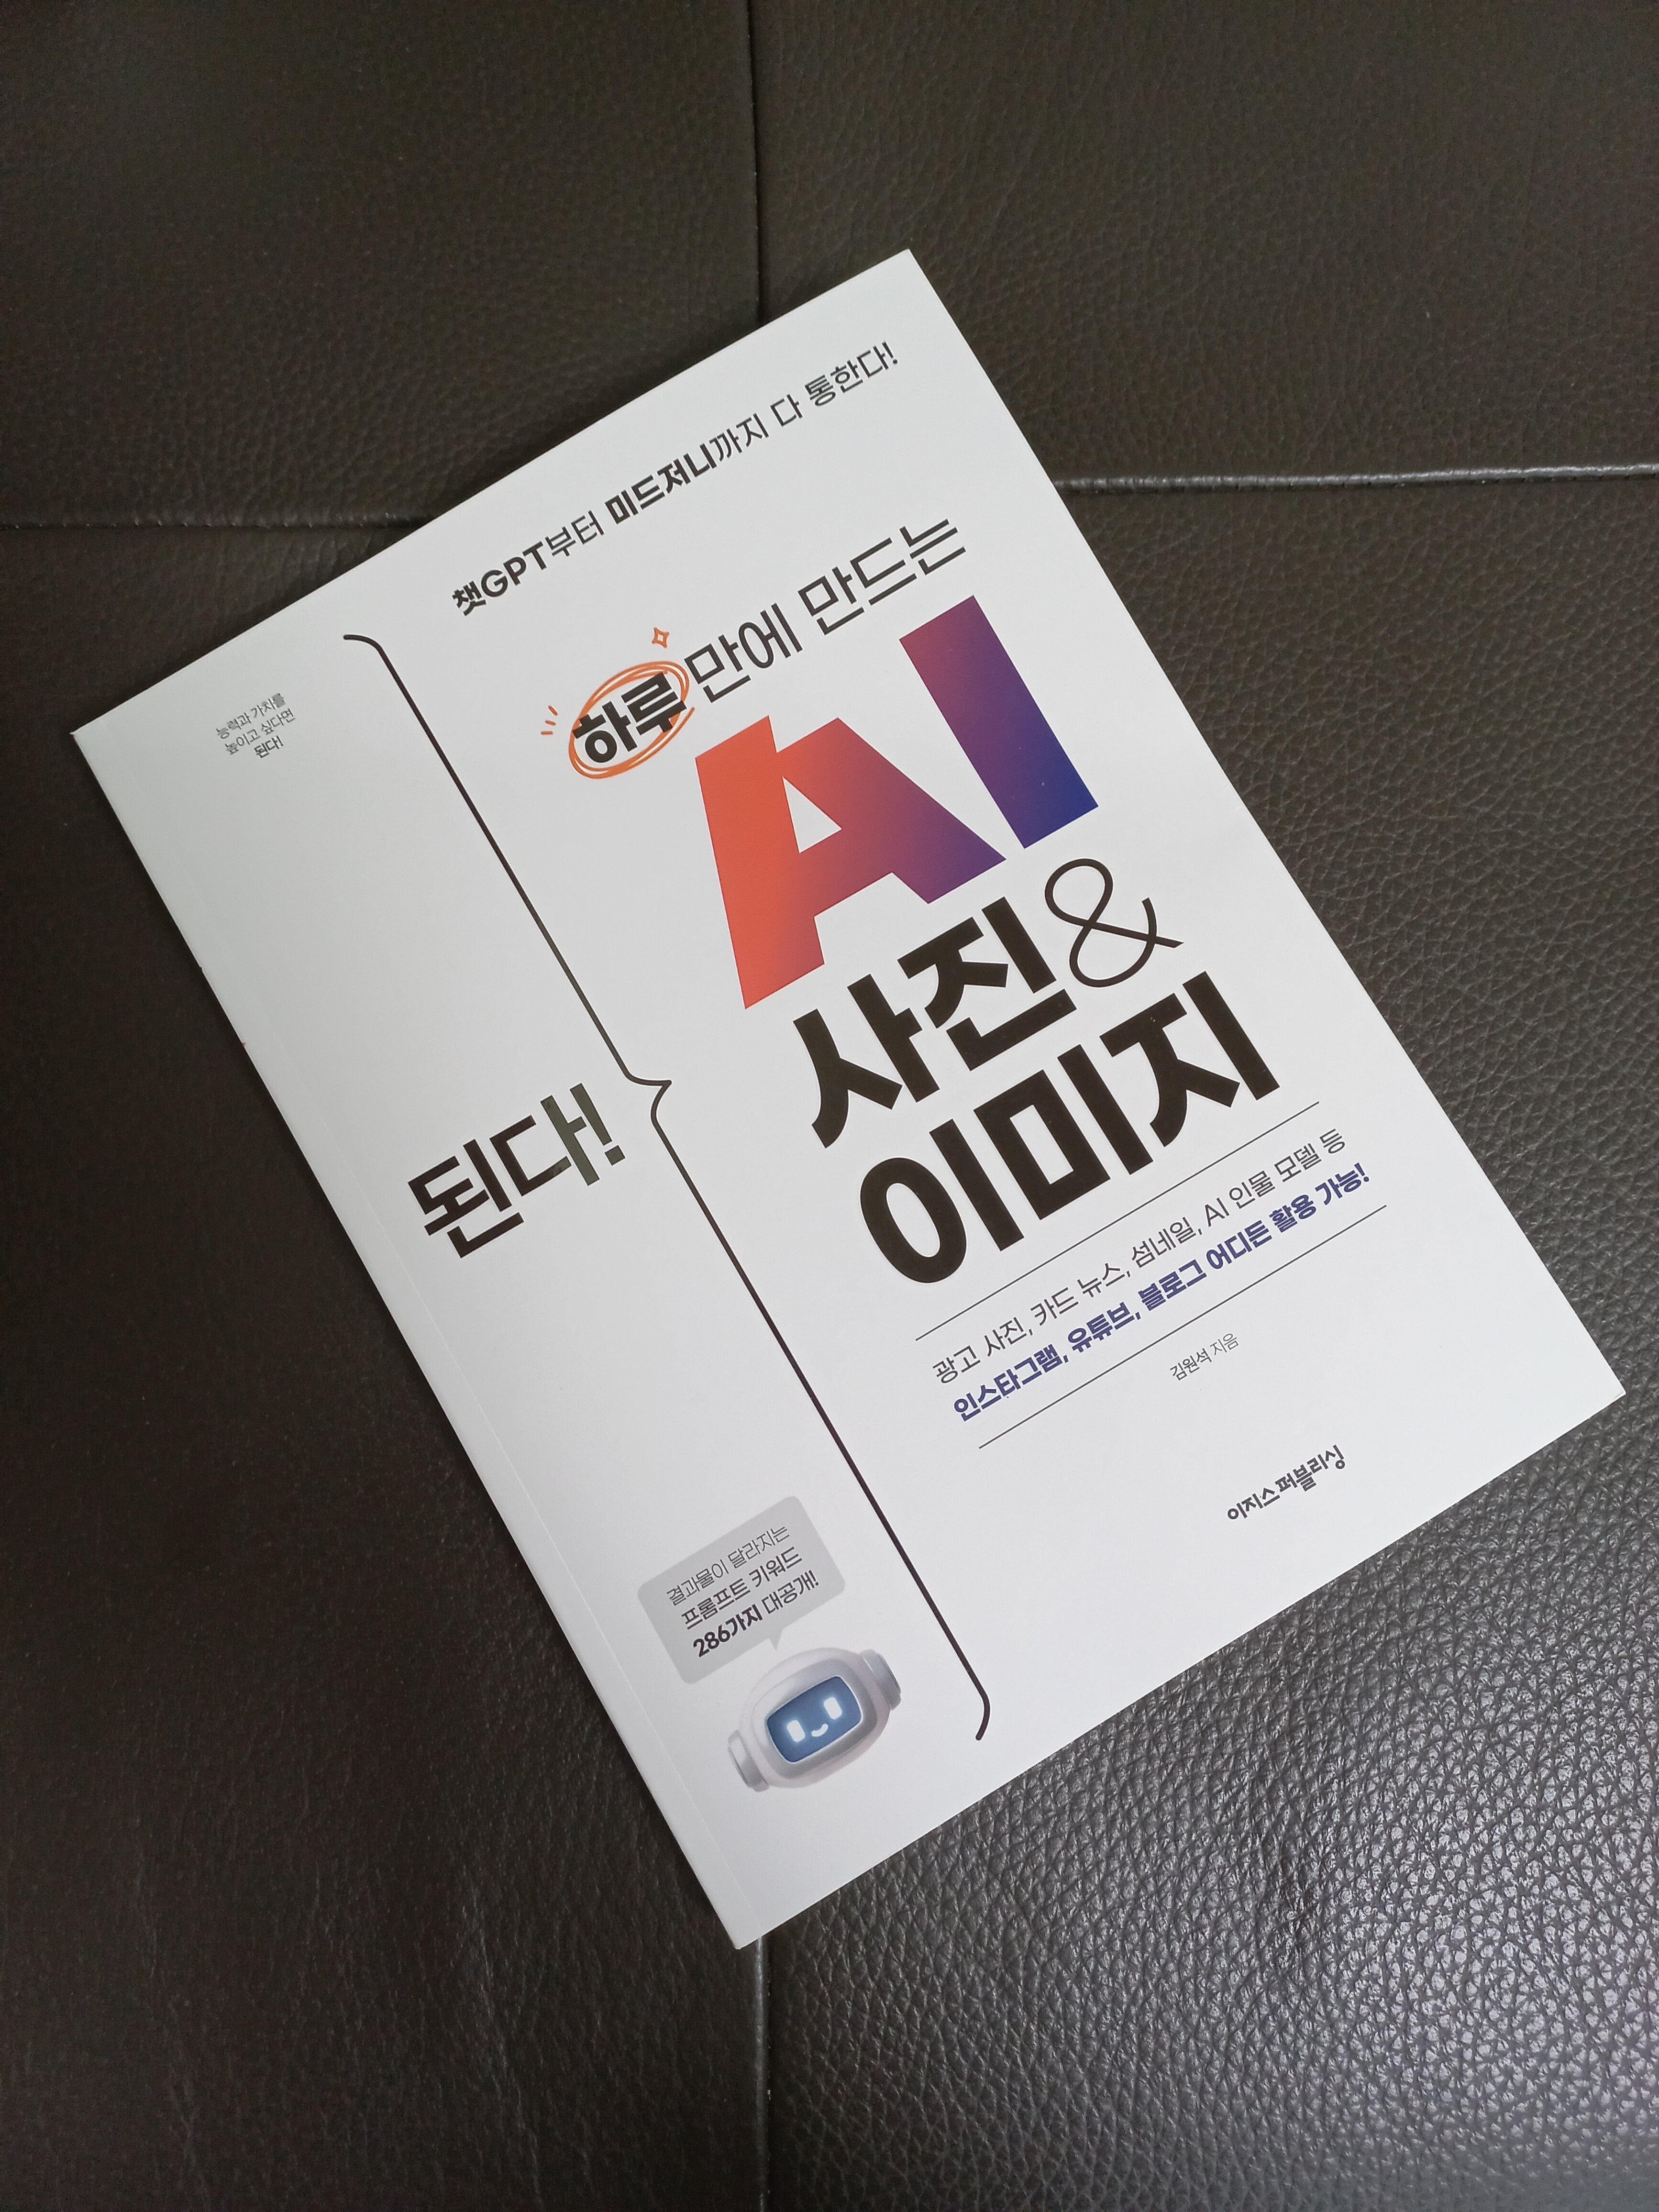 챗GPT부터 미드저니까지 다 통한다!
능력과 가치를
높이고 싶다면
된다!
하루 만에 만드는
AI
사진&
이미지
된다!
광고 사진, 카드 뉴스, 섬네일, AI 인물 모델 등
인스타그램, 유튜브, 블로그 어디든 활용 가능!
김원석 지음
이지스퍼블리싱
결과물이 달라지는
프롬프트 키워드
286가지 대공개!